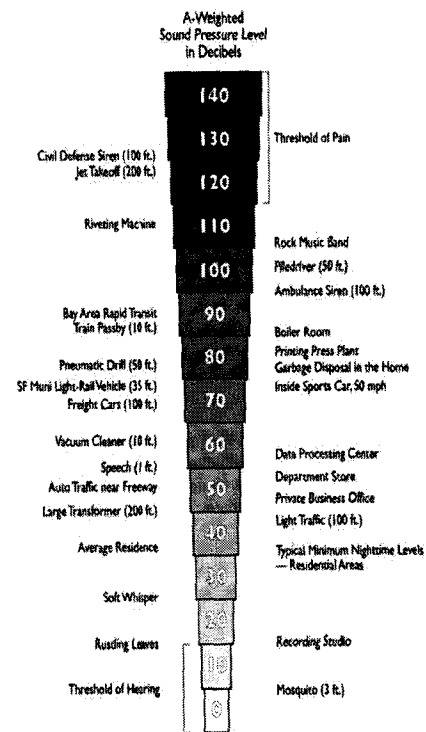 A-Weighted
Sound Pressure Level
in Decibels
140
130
Threshold of Pain
Civil Defense Siren (100 ft.)
Jet Takeoff (200 ft.)
120
Riveting Machine
110
Rock Music Band
100
Piledriver (50 ft.)
Ambulance Siren (100 ft.)
90
Bay Area Rapid Transit
Train Passby (10 ft.)
Boiler Room
80
Printing Press Plant
Pneumatic Drill (50 ft.)
Garbage Disposal in the Home
SF Muni Light-Rail Vehicle (35 ft.)
Inside Sports Car, 50 mph
70
Freight Cars (100 ft.)
Vacuum Cleaner (10 ft.)
60
Data Processing Center
Speech (1 ft.)
Department Store
Auto Traffic near Freeway
50
Private Business Office
Large Transformer (200 ft.)
Light Traffic (100 ft.)
40
Average Residence
Typical Minimum Nighttime Levels
— Residential Areas
30
Soft Whisper
20
Rustling Leaves
Recording Studio
10
Threshold of Hearing
Mosquito (3 ft.)
0